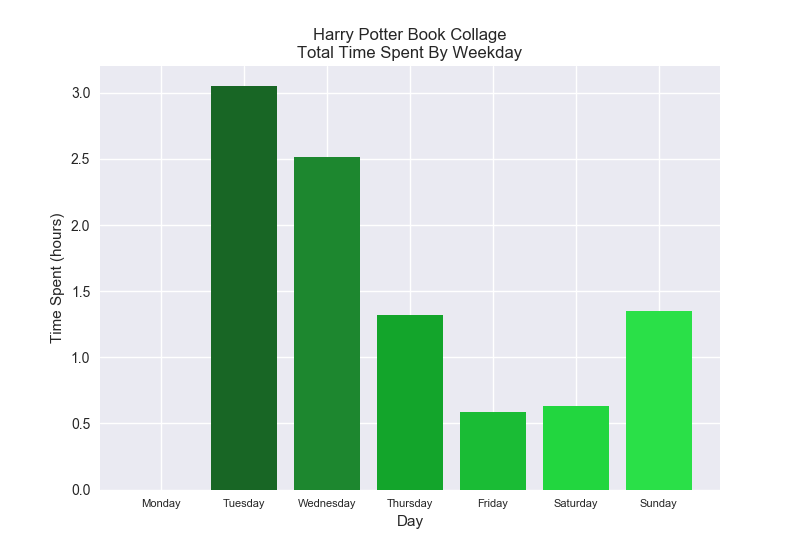 Harry Potter Book Collage
Total Time Spent By Weekday
Time Spent (hours)
3.0
2.5
2.0
1.5
1.0
0.5
0.0
Monday Tuesday Wednesday Thursday Friday Saturday Sunday
Day